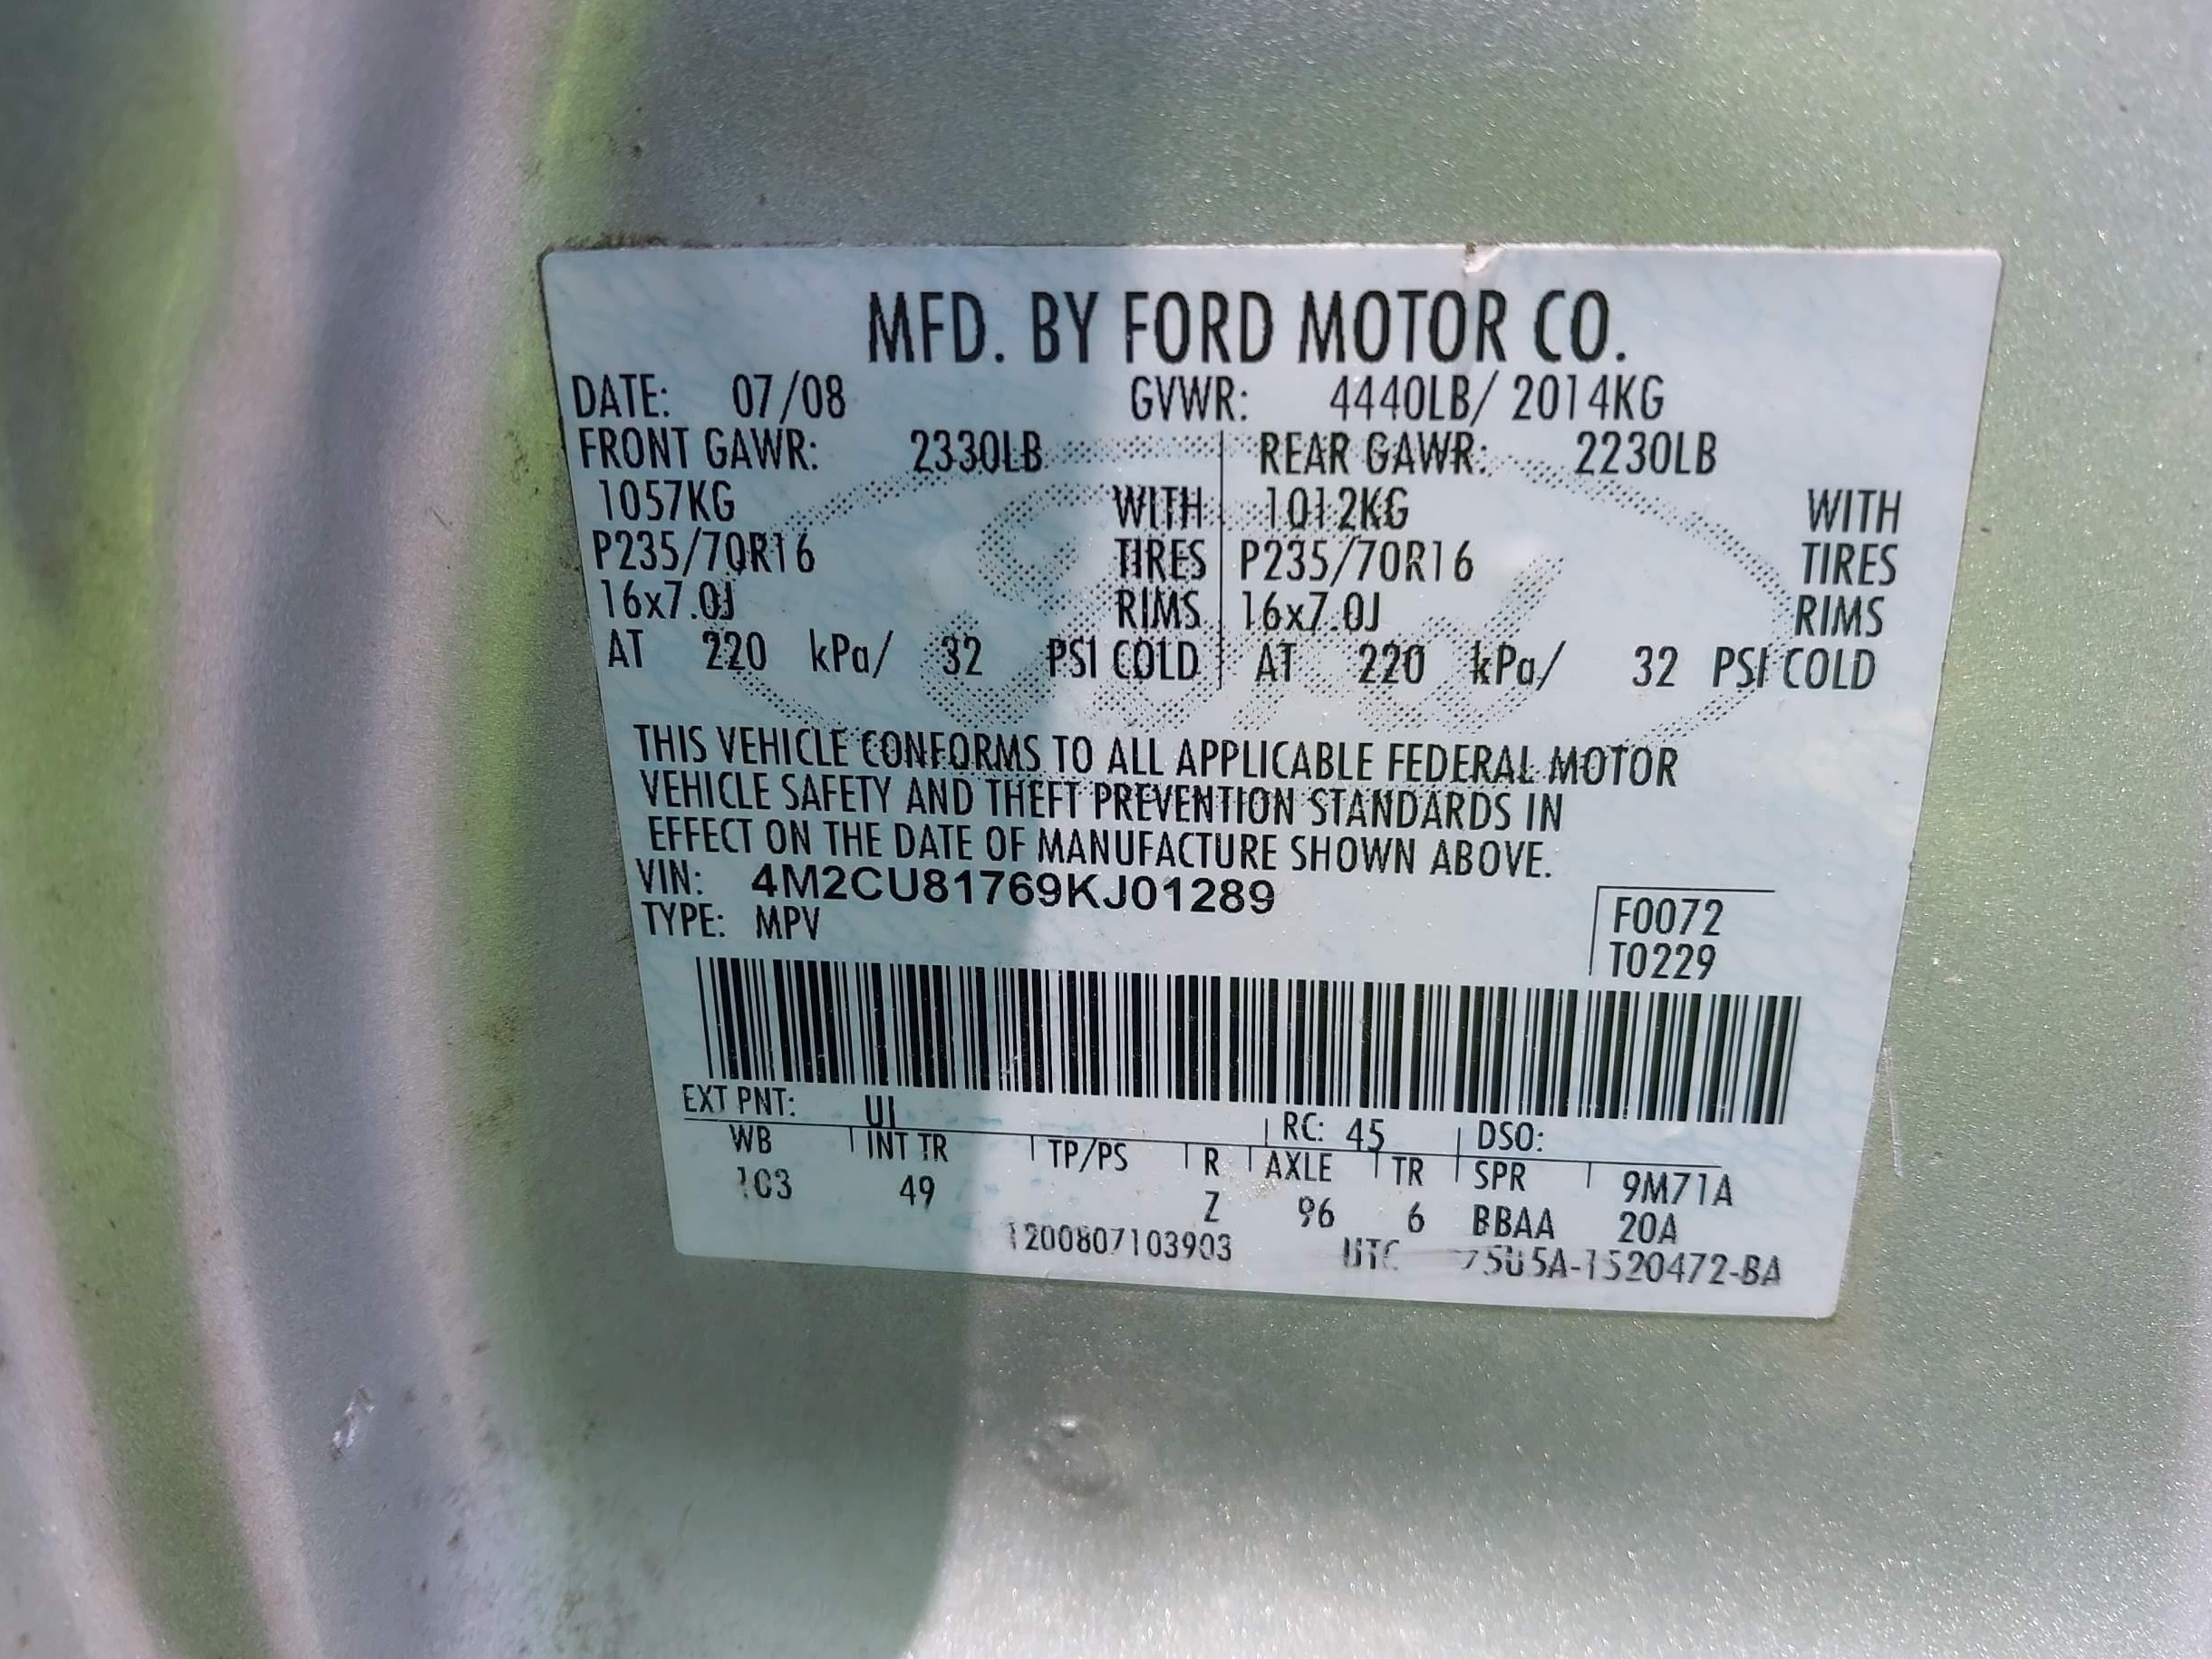 MFD. BY FORD MOTOR CO.
DATE: 07/08 GVWR: 4440LB/ 2014KG
FRONT GAWR: 2330LB REAR GAWR: 2230LB
1057KG WITH 1012KG WITH
P235/70R16 TIRES P235/70R16 TIRES
16x7.0J RIMS 16x7.0J RIMS
AT 220 kPa/ 32 PSI COLD AT 220 kPa/ 32 PSI COLD
THIS VEHICLE CONFORMS TO ALL APPLICABLE FEDERAL MOTOR
VEHICLE SAFETY AND THEFT PREVENTION STANDARDS IN
EFFECT ON THE DATE OF MANUFACTURE SHOWN ABOVE.
VIN: 4M2CU81769KJ01289
TYPE: MPV
F0072
T0229
EXT PNT: UI RC: 45 DSO:
WB INT TR TP/PS R AXLE TR SPR 9M71A
103 49 Z 96 6 BBAA 20A
1200807103903 UTC